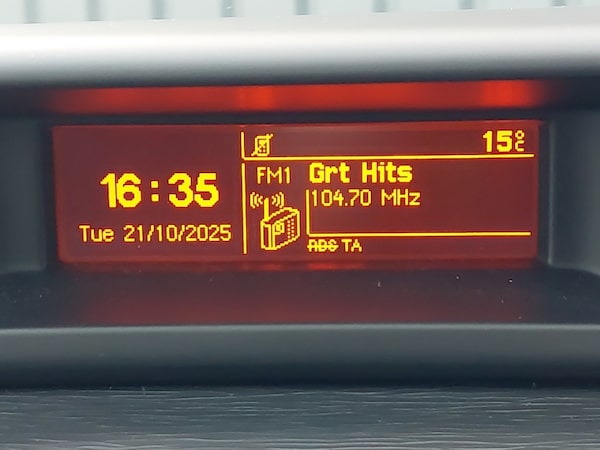 16:35
Tue 21/10/2025
15°C
FM1 Grt Hits
104.70 MHz
RDS TA